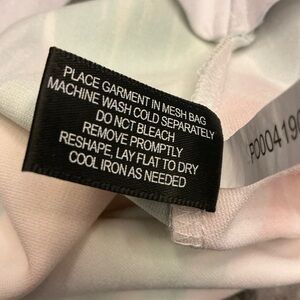 PLACE GARMENT IN MESH BAG
MACHINE WASH COLD SEPARATELY
DO NOT BLEACH
REMOVE PROMPTLY
RESHAPE, LAY FLAT TO DRY
COOL IRON AS NEEDED